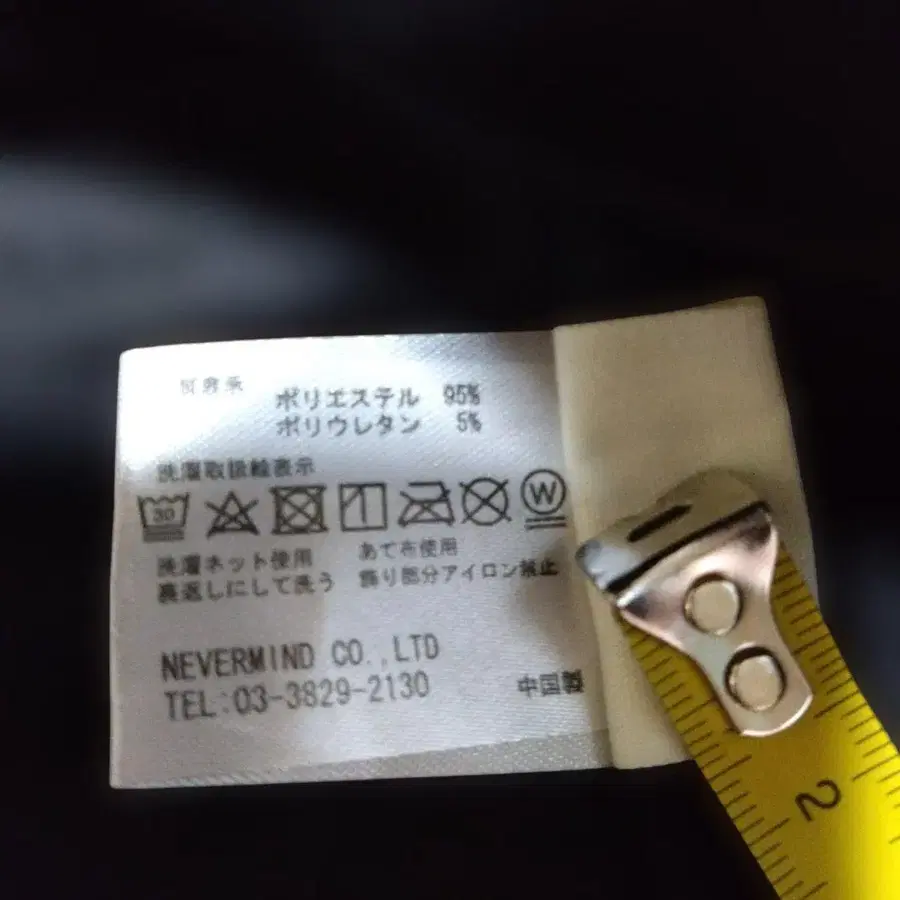 ポリエステル 95%
ポリウレタン 5%
洗濯取扱絵表示
30
W
洗濯ネット使用 あて布使用
裏返しにして洗う 飾り部分アイロン禁止
NEVERMIND CO.,LTD
TEL:03-3829-2130 中国製
2